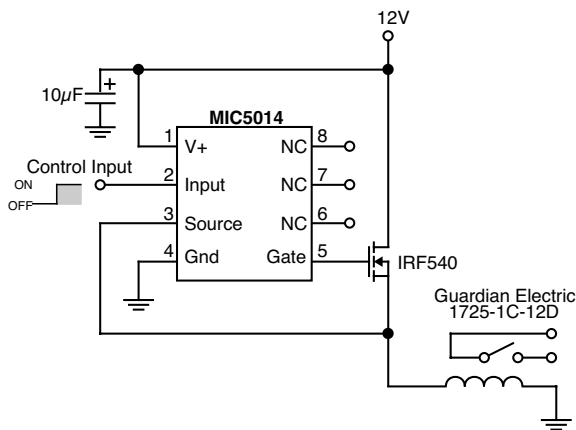 12V
10µF
+
MIC5014
1 V+ NC 8
Control Input
ON
OFF
2 Input NC 7
3 Source NC 6
4 Gnd Gate 5
IRF540
Guardian Electric
1725-1C-12D